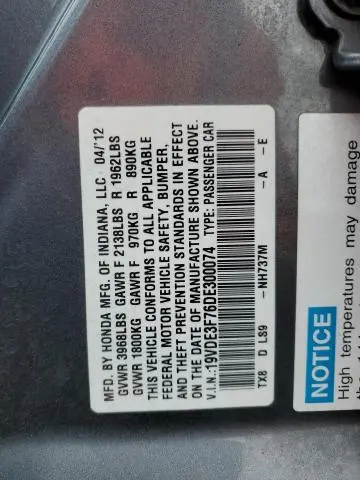 MFD. BY HONDA MFG. OF INDIANA, LLC 04/'12
GVWR 3968LBS GAWR F 2138LBS R 1962LBS
GVWR 1800KG GAWR F 970KG R 890KG
THIS VEHICLE CONFORMS TO ALL APPLICABLE
FEDERAL MOTOR VEHICLE SAFETY, BUMPER,
AND THEFT PREVENTION STANDARDS IN EFFECT
ON THE DATE OF MANUFACTURE SHOWN ABOVE.
V.I.N.:19VDE3F76DE300074 TYPE: PASSENGER CAR
TX8 D LS9 -NH737M -A -E
NOTICE
High temperatures may damage